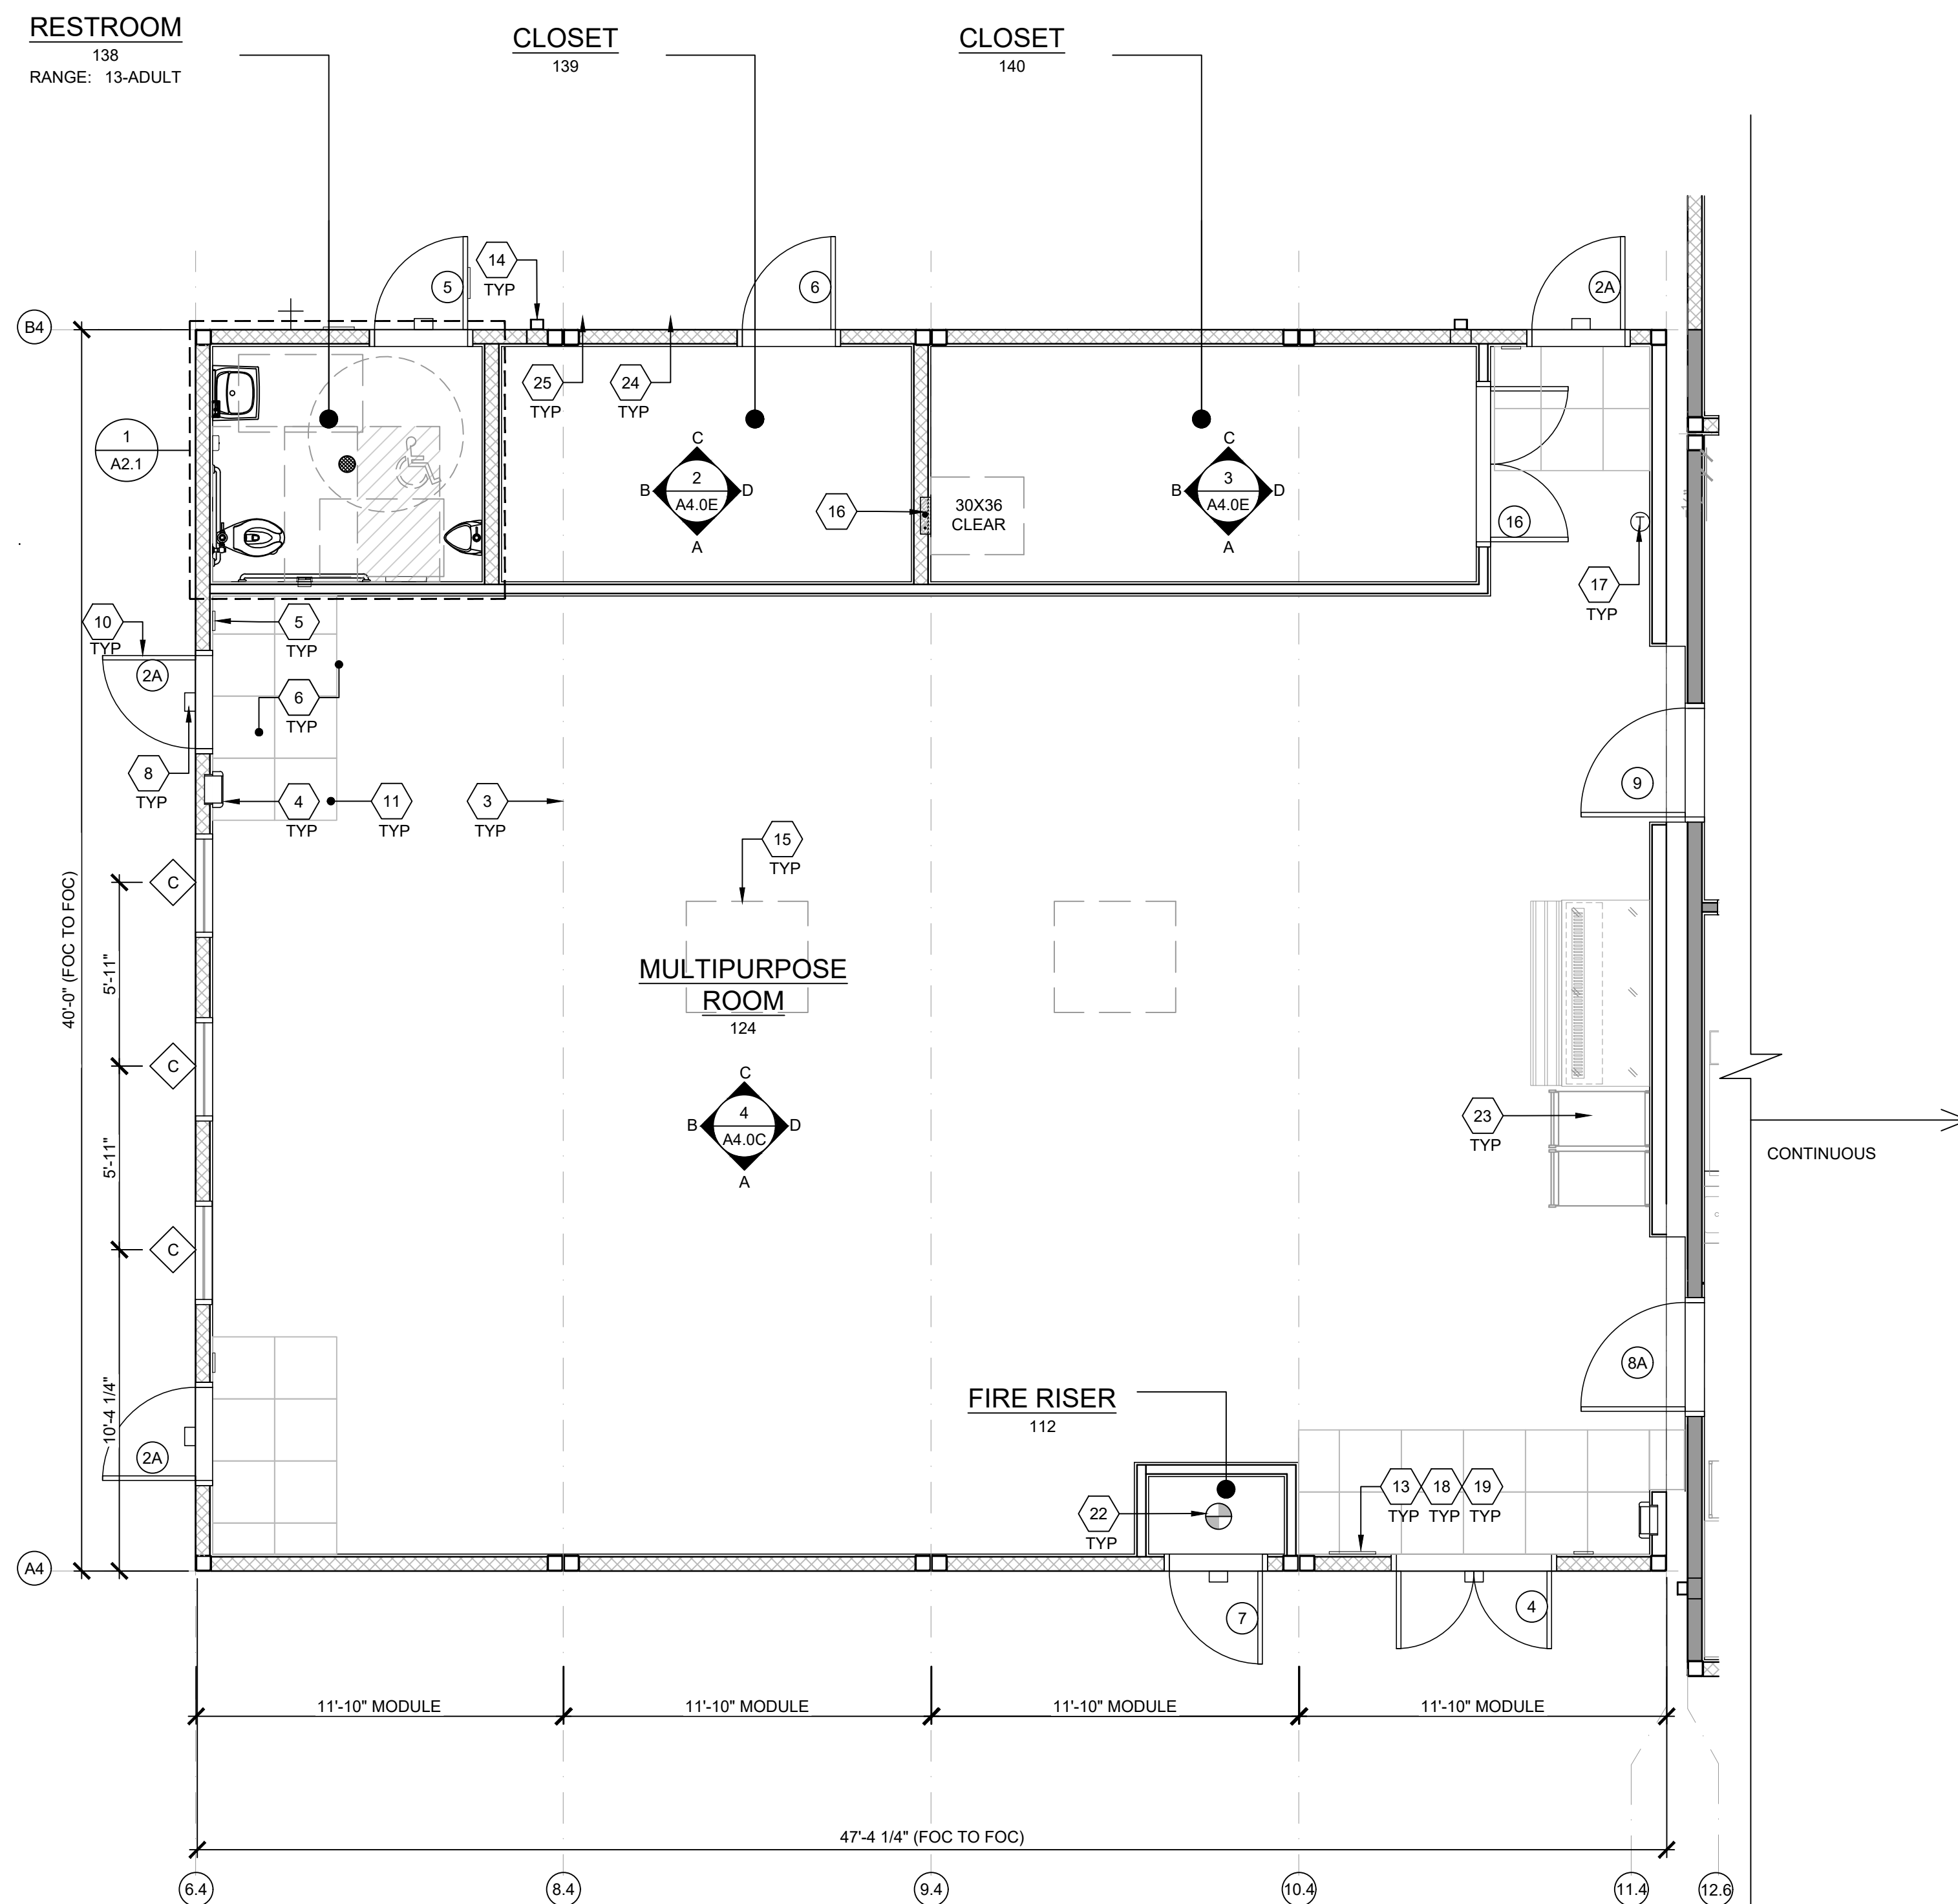 RESTROOM
138
RANGE: 13-ADULT
CLOSET
139
CLOSET
140
14
TYP
5
6
2A
B4
25
TYP
24
TYP
1
A2.1
C
2
B
D
A4.0E
A
16
30X36
CLEAR
C
3
B
D
A4.0E
A
16
T
17
TYP
10
TYP
5
TYP
2A
6
TYP
8
TYP
4
TYP
11
TYP
3
TYP
9
15
TYP
C
40'-0" (FOC TO FOC)
5'-11"
MULTIPURPOSE
ROOM
124
C
C
4
B
D
A4.0C
A
23
TYP
CONTINUOUS
5'-11"
C
8A
FIRE RISER
112
10'-4 1/4"
2A
13
TYP
18
TYP
19
TYP
22
TYP
A4
7
4
11'-10" MODULE
11'-10" MODULE
11'-10" MODULE
11'-10" MODULE
47'-4 1/4" (FOC TO FOC)
6.4
8.4
9.4
10.4
11.4
12.6